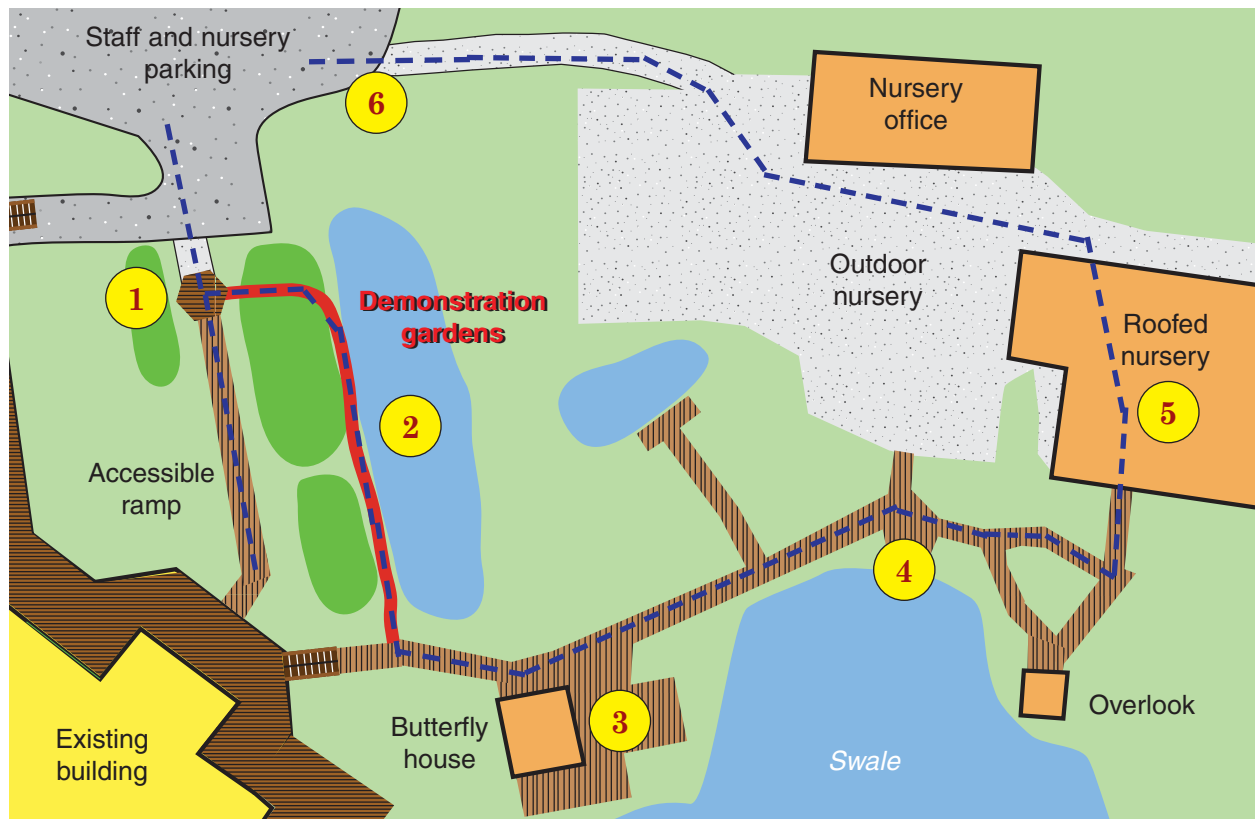 Staff and nursery
parking
6
Nursery
office
1
Demonstration
gardens
Outdoor
nursery
Roofed
nursery
2
5
Accessible
ramp
4
Existing
building
Butterfly
house
3
Swale
Overlook